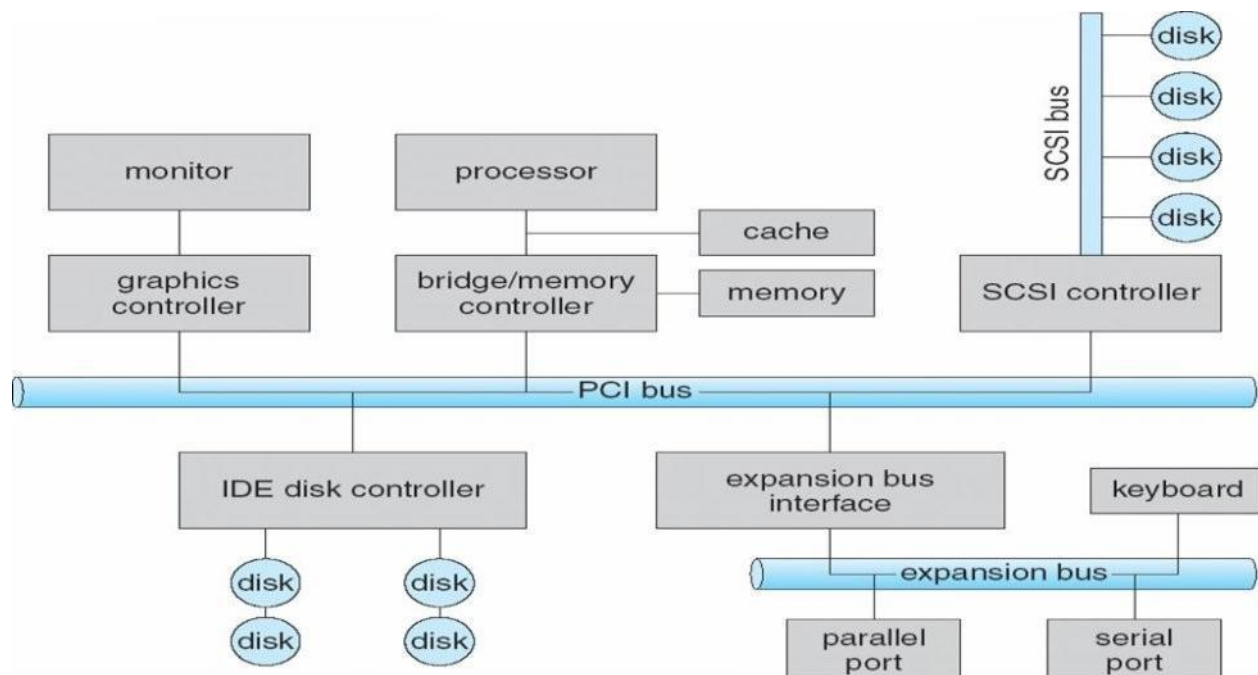 disk
disk
disk
disk
SCSI bus
monitor
processor
cache
graphics
controller
bridge/memory
controller
memory
SCSI controller
PCI bus
IDE disk controller
expansion bus
interface
keyboard
disk
disk
expansion bus
disk
disk
parallel
port
serial
port